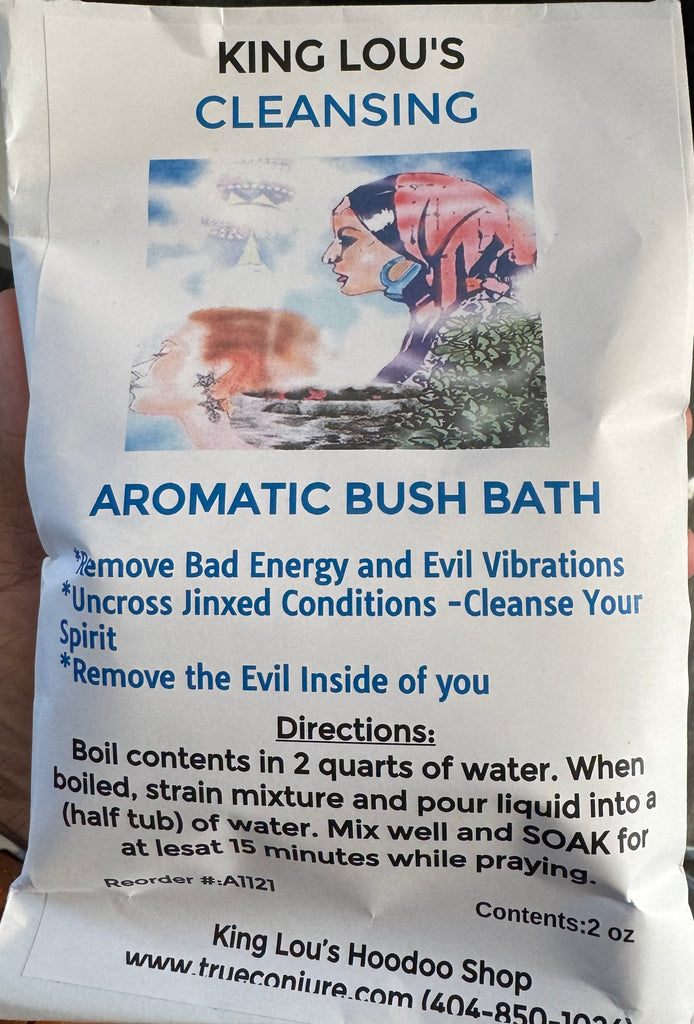 KING LOU'S
CLEANSING
AROMATIC BUSH BATH
*Remove Bad Energy and Evil Vibrations
*Uncross Jinxed Conditions -Cleanse Your
Spirit
*Remove the Evil Inside of you
Directions:
Boil contents in 2 quarts of water. When
boiled, strain mixture and pour liquid into a
(half tub) of water. Mix well and SOAK for
at lesat 15 minutes while praying.
Reorder #:A1121
Contents:2 oz
King Lou's Hoodoo Shop
www.trueconjure.com (404-850-1034)